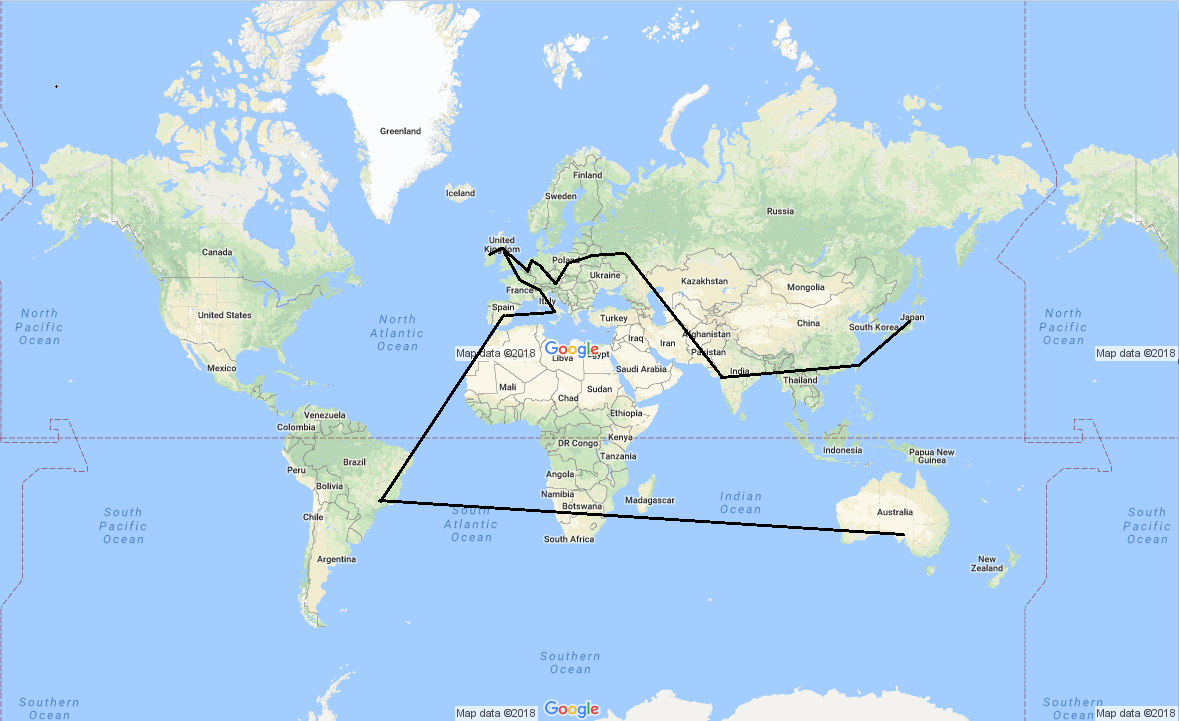 Greenland
Finland
Iceland
Sweden
Russia
Canada
United
Kingdom
Poland
Ukraine
Kazakhstan
Mongolia
France
Italy
Spain
Turkey
United States
North
Pacific
Ocean
North
Atlantic
Ocean
China
South Korea
Japan
North
Pacific
Ocean
Afghanistan
Iraq
Iran
Pakistan
Map data ©2018
Google
Map data ©2018
Libya
Egypt
Saudi Arabia
Mexico
India
Thailand
Mali
Sudan
Chad
Ethiopia
Venezuela
Colombia
DR Congo
Kenya
Tanzania
Indonesia
Papua New
Guinea
Brazil
Peru
Bolivia
Angola
Namibia
Botswana
Madagascar
Indian
Ocean
Australia
South
Pacific
Ocean
Chile
South
Atlantic
Ocean
South
Pacific
Ocean
South Africa
Argentina
New
Zealand
Southern
Ocean
Southern
Ocean
Map data ©2018
Google
Southern
Ocean
Map data ©2018